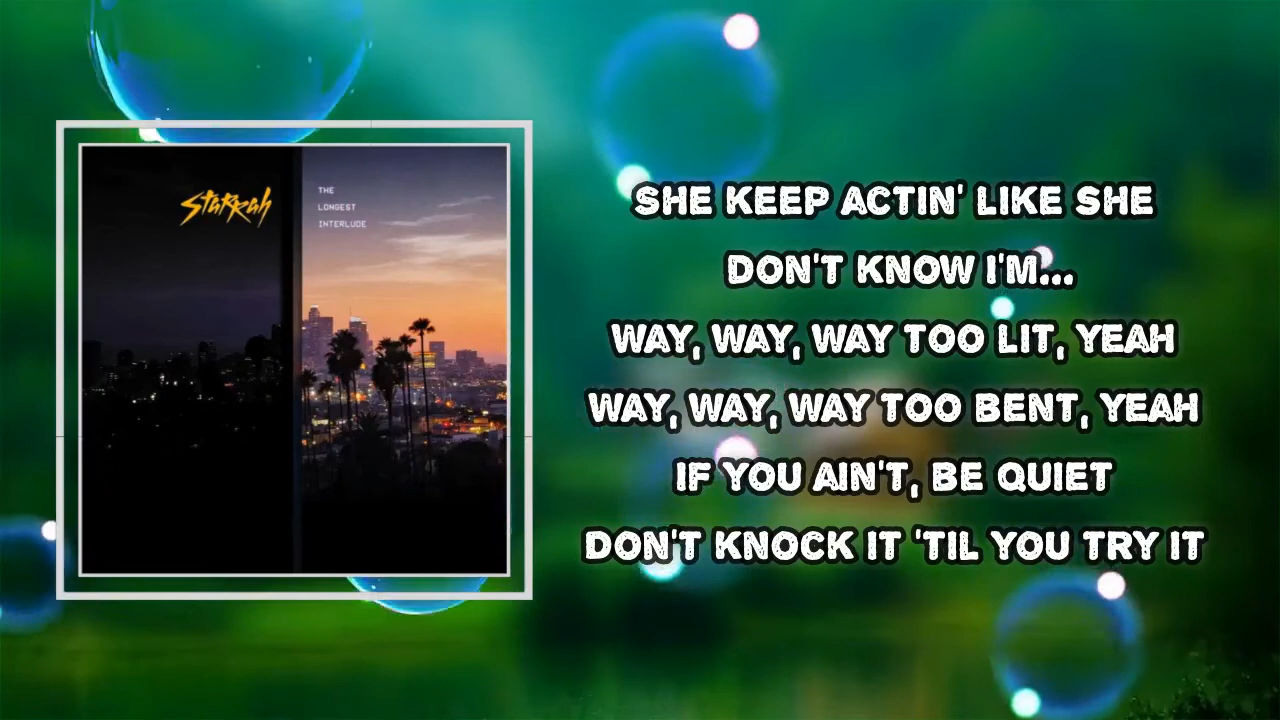 Starrah
THE
LONGEST
INTERLUDE
SHE KEEP ACTIN' LIKE SHE
DON'T KNOW I'M...
WAY, WAY, WAY TOO LIT, YEAH
WAY, WAY, WAY TOO BENT, YEAH
IF YOU AIN'T, BE QUIET
DON'T KNOCK IT 'TIL YOU TRY IT